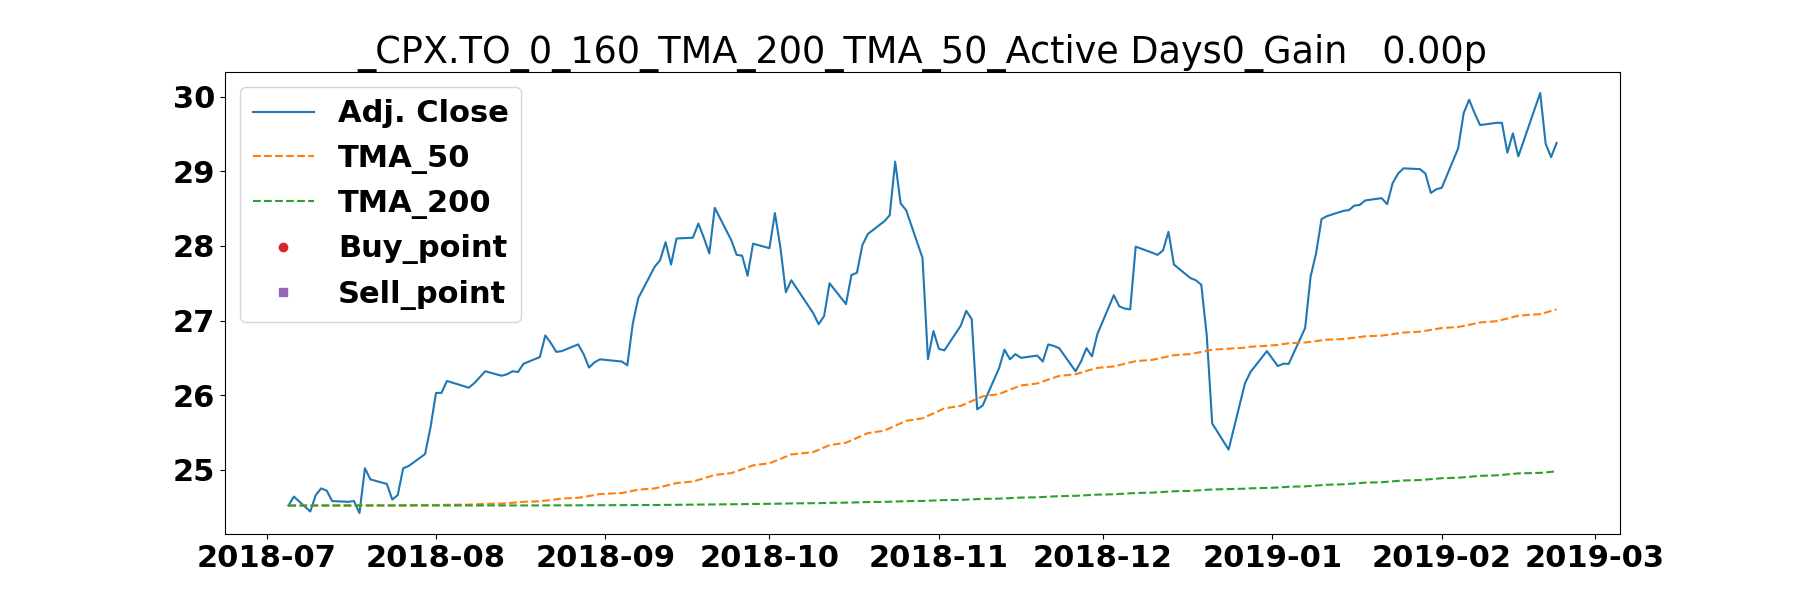 _CPX.TO_0_160_TMA_200_TMA_50_Active Days0_Gain   0.00p
30
29
28
27
26
25
Adj. Close
TMA_50
TMA_200
Buy_point
Sell_point
2018-07 2018-08 2018-09 2018-10 2018-11 2018-12 2019-01 2019-02 2019-03